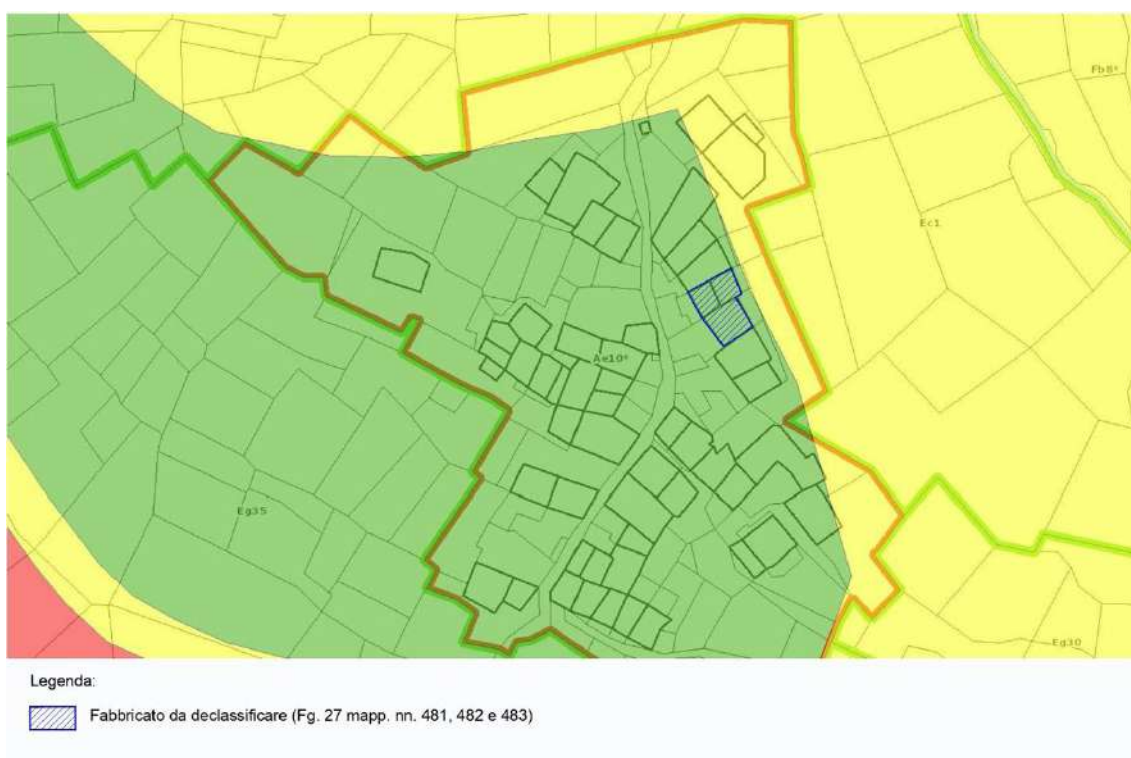 Fb8*
Ec1
Ae10*
Eg35
Eg30
Legenda:
Fabbricato da declassificare (Fg. 27 mapp. nn. 481, 482 e 483)